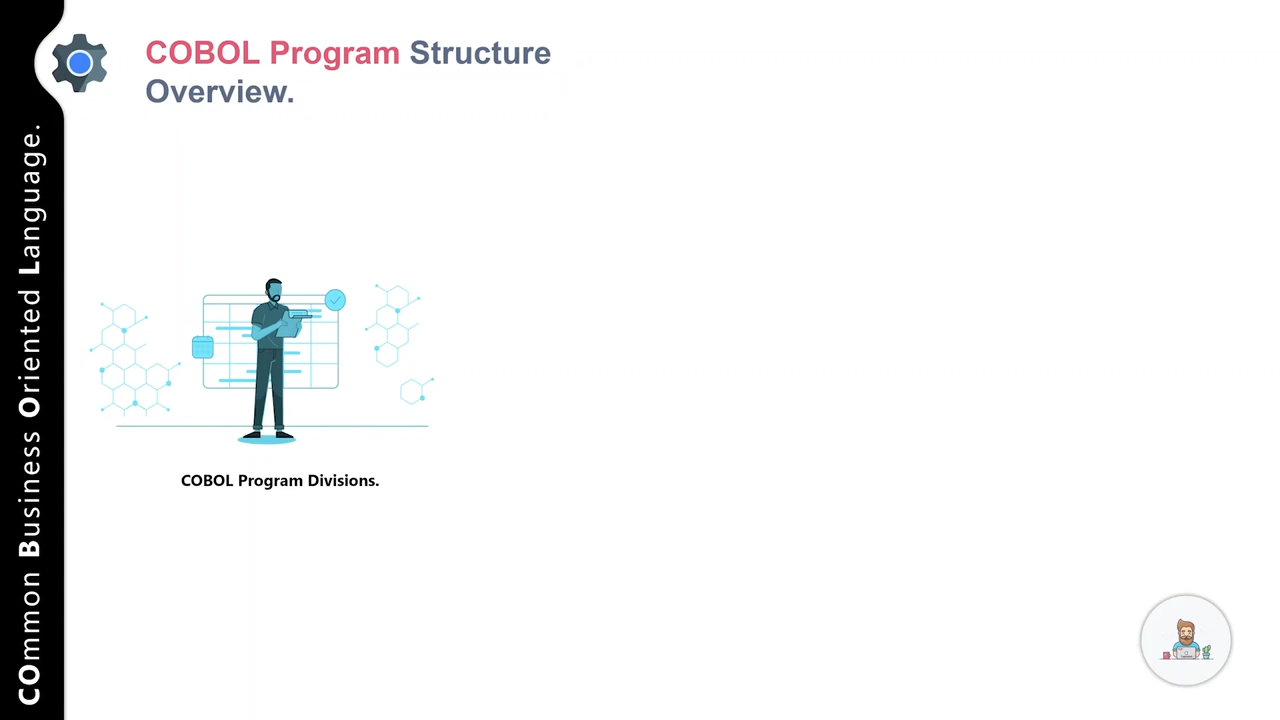 COBOL Program Structure
Overview.
COBOL Program Divisions.
COmmon Business Oriented Language.